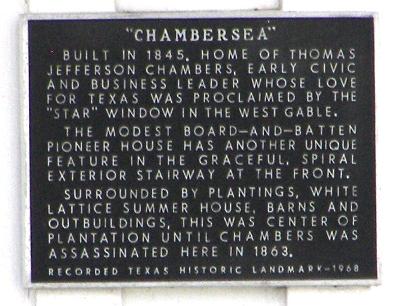 "CHAMBERSEA"
BUILT IN 1845. HOME OF THOMAS
JEFFERSON CHAMBERS, EARLY CIVIC
AND BUSINESS LEADER WHOSE LOVE
FOR TEXAS WAS PROCLAIMED BY THE
"STAR" WINDOW IN THE WEST GABLE.
THE MODEST BOARD-AND-BATTEN
PIONEER HOUSE HAS ANOTHER UNIQUE
FEATURE IN THE GRACEFUL, SPIRAL
EXTERIOR STAIRWAY AT THE FRONT.
SURROUNDED BY PLANTINGS, WHITE
LATTICE SUMMER HOUSE, BARNS AND
OUTBUILDINGS, THIS WAS CENTER OF
PLANTATION UNTIL CHAMBERS WAS
ASSASSINATED HERE IN 1863.
RECORDED TEXAS HISTORIC LANDMARK-1968